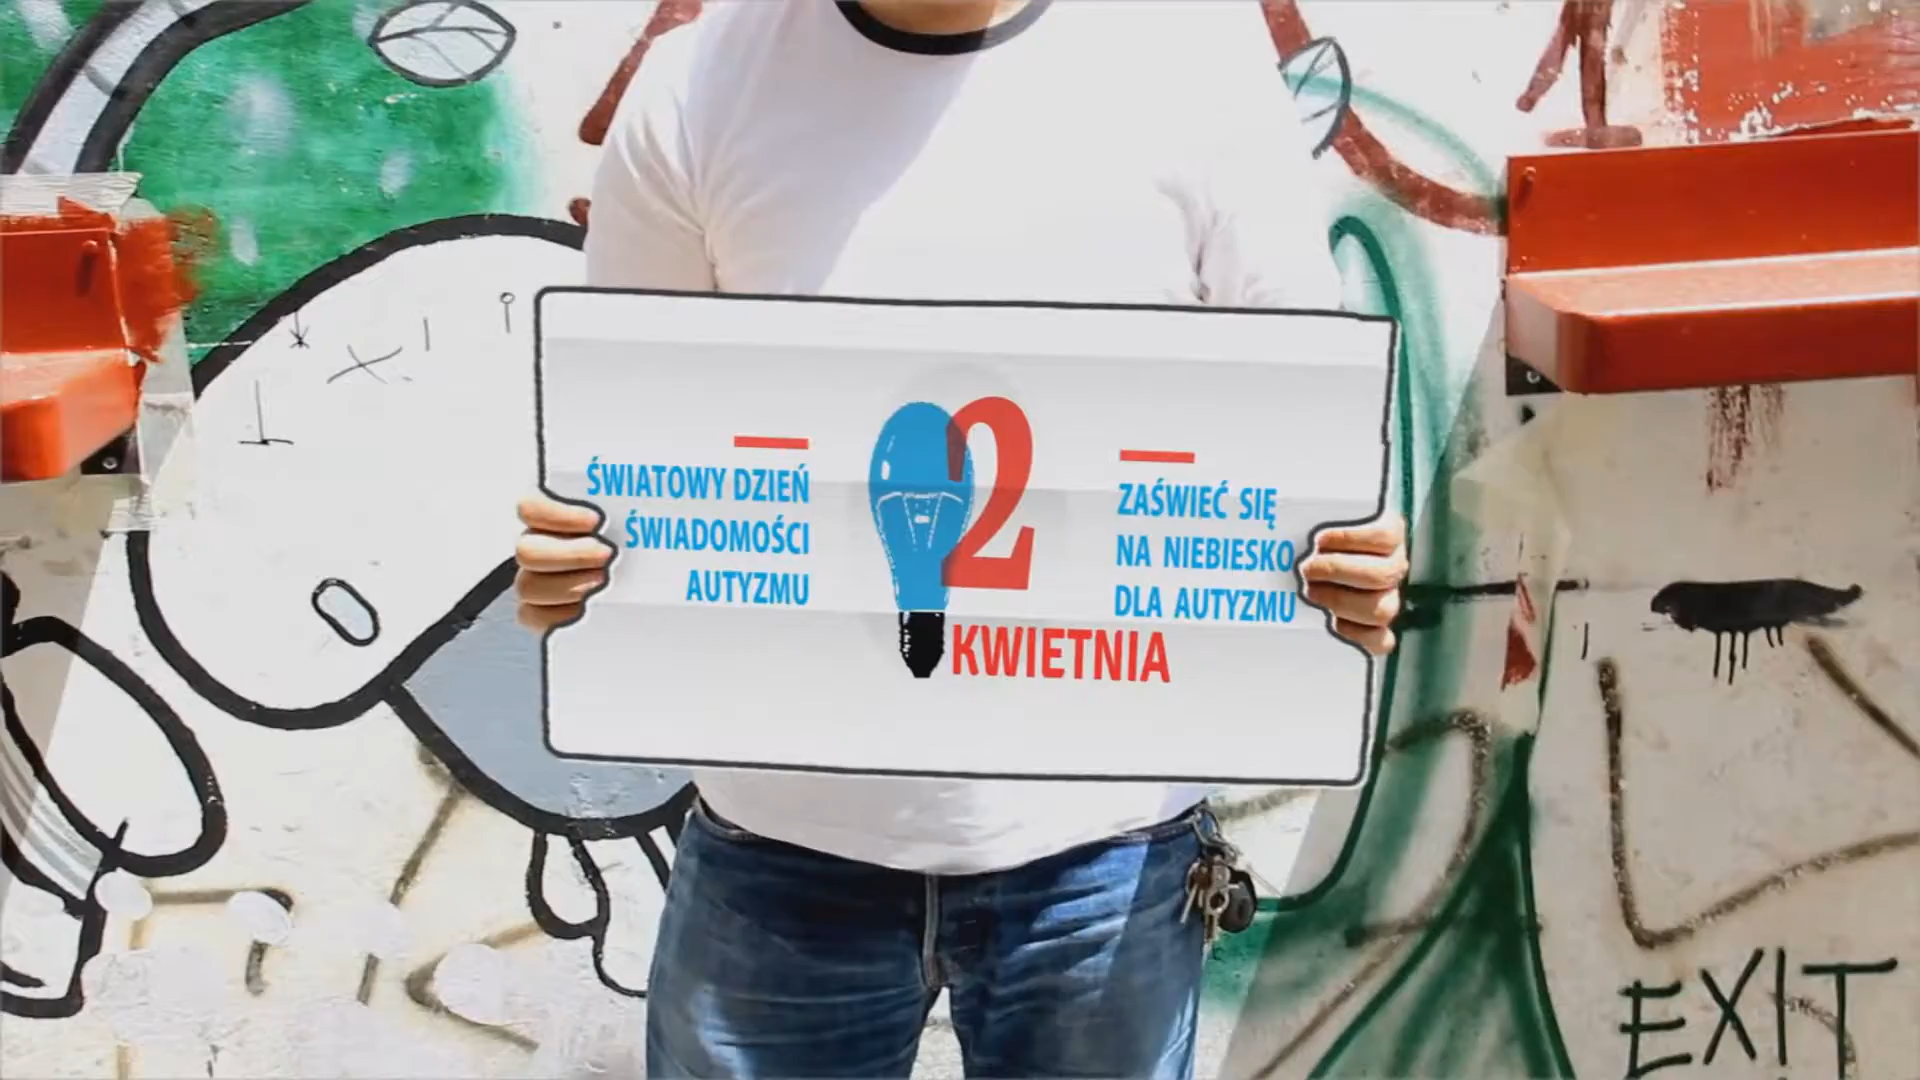 ŚWIATOWY DZIEŃ
ŚWIADOMOŚCI
AUTYZMU
2
KWIETNIA
ZAŚWIEĆ SIĘ
NA NIEBIESKO
DLA AUTYZMU
EXIT